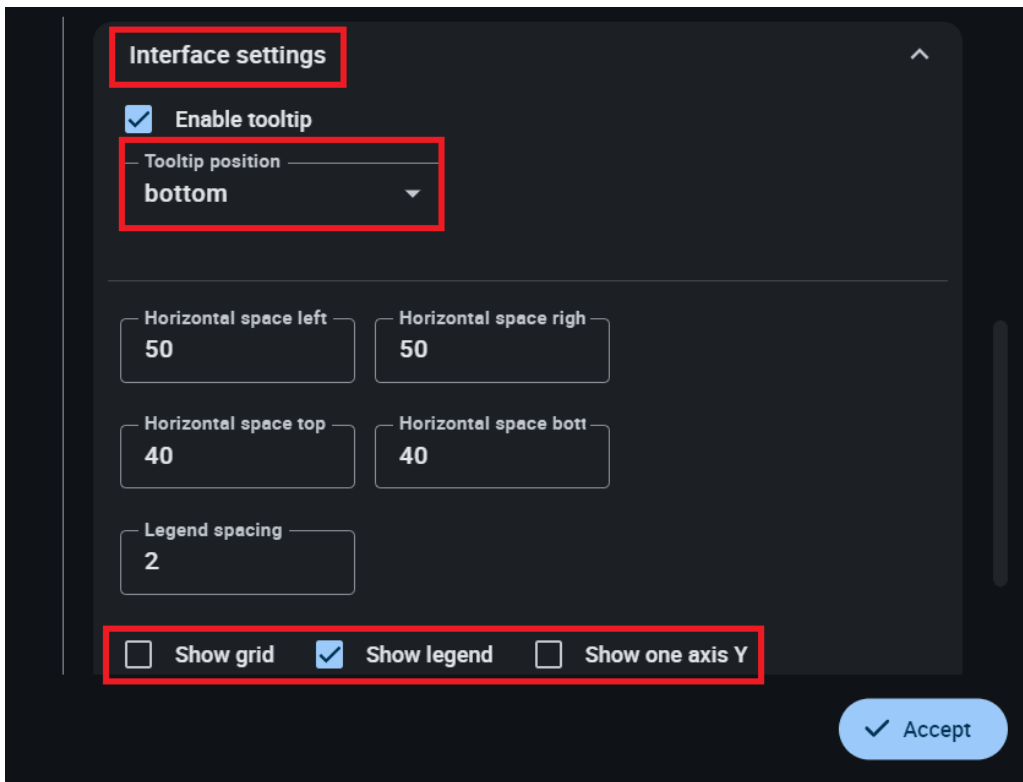 Interface settings
Enable tooltip
Tooltip position
bottom
Horizontal space left
50
Horizontal space righ
50
Horizontal space top
40
Horizontal space bott
40
Legend spacing
2
Show grid
Show legend
Show one axis Y
Accept